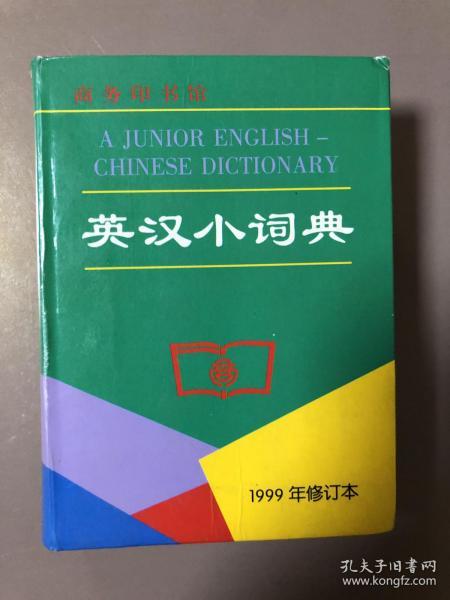 商务印书馆
A JUNIOR ENGLISH –
CHINESE DICTIONARY
英汉小词典
1999年修订本
孔夫子旧书网
www.kongfz.com